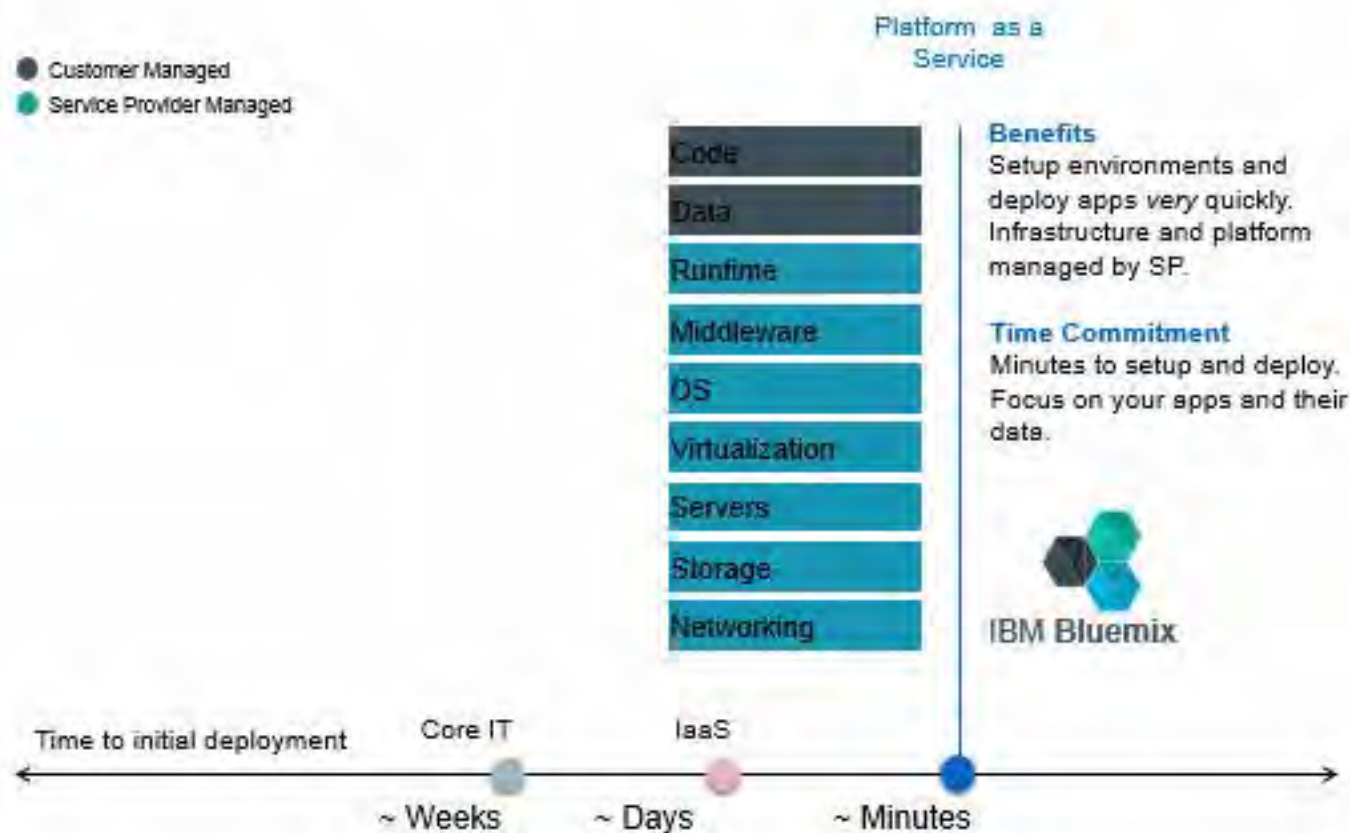 Platform as a
Service
Customer Managed
Service Provider Managed
Code
Data
Runtime
Middleware
OS
Virtualization
Servers
Storage
Networking
Benefits
Setup environments and
deploy apps very quickly.
Infrastructure and platform
managed by SP.
Time Commitment
Minutes to setup and deploy.
Focus on your apps and their
data.
IBM Bluemix
Time to initial deployment
Core IT
IaaS
~ Weeks
~ Days
~ Minutes